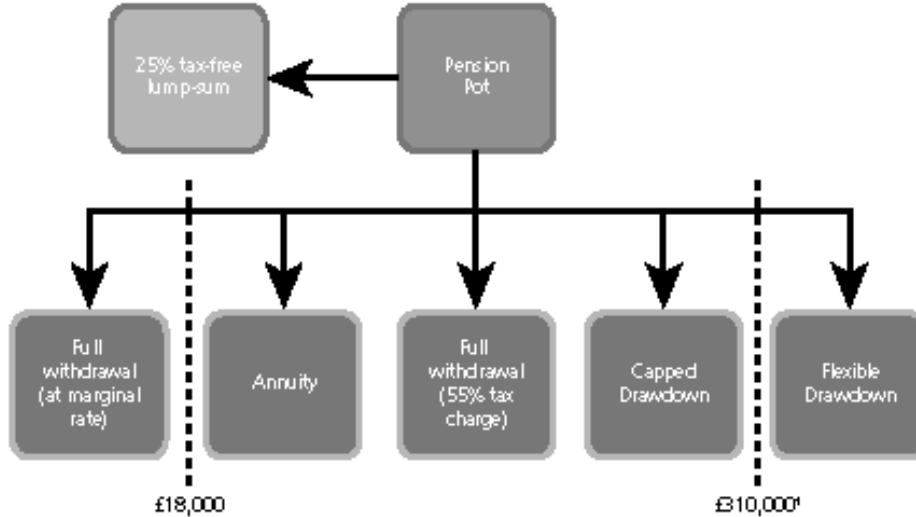 25% tax-free
lump-sum
Pension
Pot
Full
withdrawal
(at marginal
rate)
Annuity
Full
withdrawal
(55% tax
charge)
Capped
Drawdown
Flexible
Drawdown
£18,000
£310,000¹